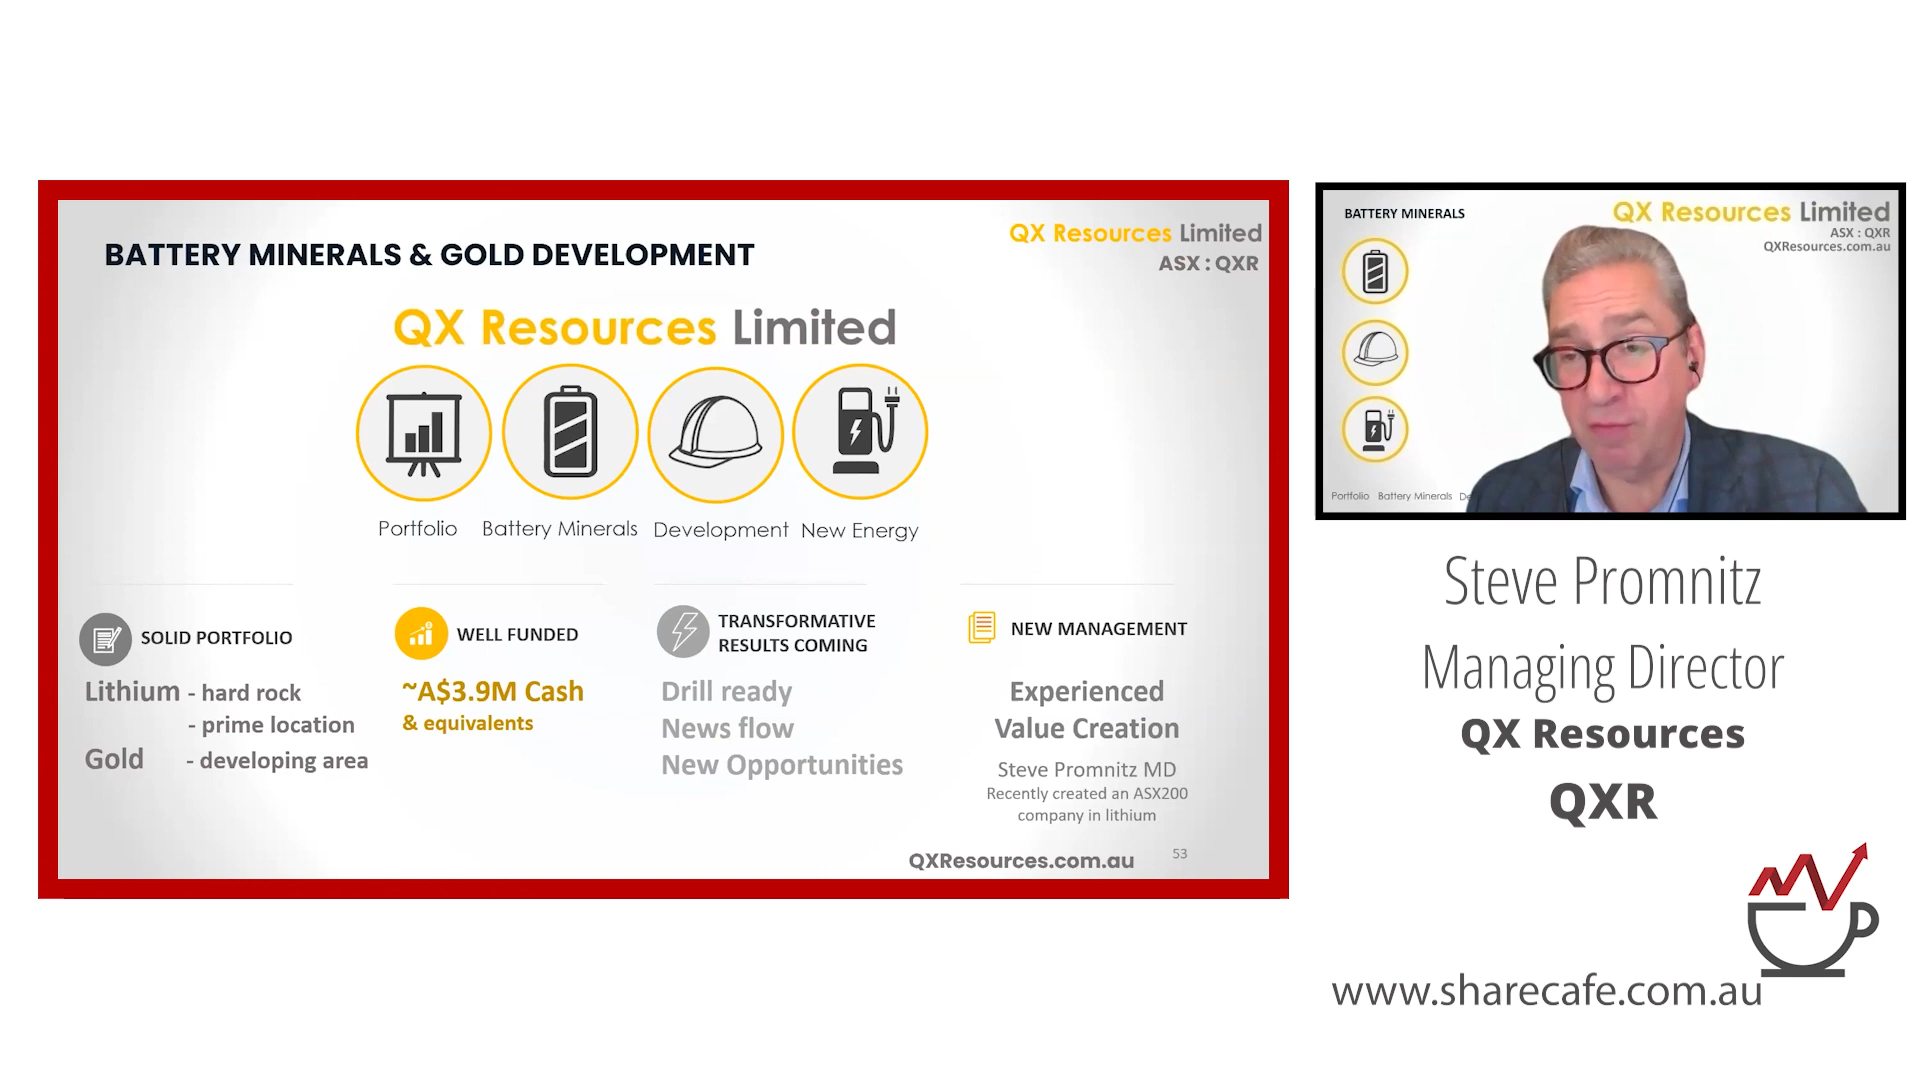 BATTERY MINERALS & GOLD DEVELOPMENT
QX Resources Limited
ASX : QXR
QX Resources Limited
Portfolio
Battery Minerals
Development
New Energy
SOLID PORTFOLIO
Lithium - hard rock
- prime location
Gold - developing area
WELL FUNDED
~A$3.9M Cash
& equivalents
TRANSFORMATIVE
RESULTS COMING
Drill ready
News flow
New Opportunities
NEW MANAGEMENT
Experienced
Value Creation
Steve Promnitz MD
Recently created an ASX200
company in lithium
QXResources.com.au
53
BATTERY MINERALS
QX Resources Limited
ASX : QXR
QXResources.com.au
Portfolio
Battery Minerals
De
Steve Promnitz
Managing Director
QX Resources
QXR
www.sharecafe.com.au